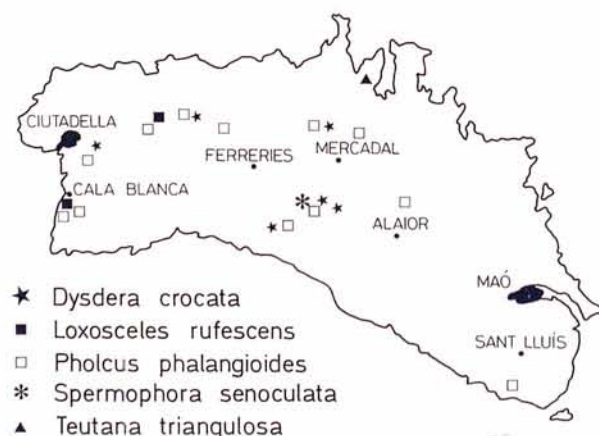 CIUTADELLA
FERRERIES
MERCADAL
CALA BLANCA
ALAIOR
MAÓ
SANT LLUÍS
Dysdera crocata
Loxosceles rufescens
Pholcus phalangioides
Spermophora senoculata
Teutana triangulosa